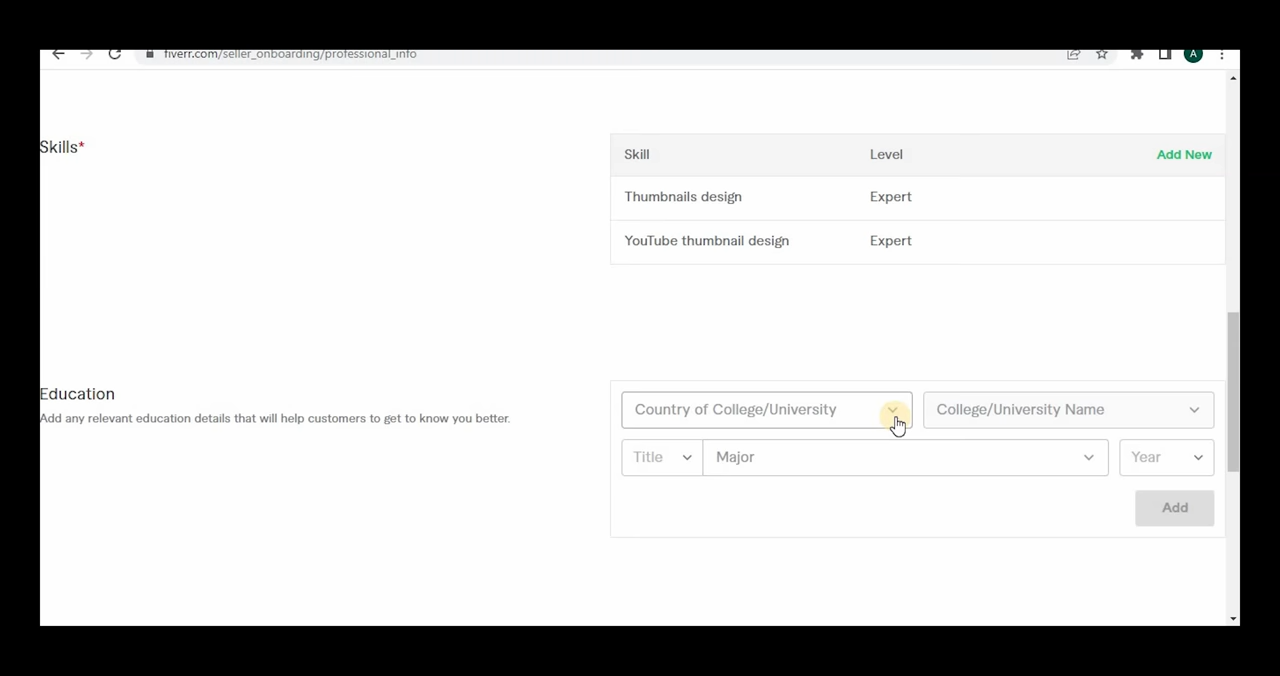 fiverr.com/seller_onboarding/professional_info
A
Skills*
Skill Level Add New
Thumbnails design Expert
YouTube thumbnail design Expert
Education
Add any relevant education details that will help customers to get to know you better.
Country of College/University College/University Name
Title Major Year
Add